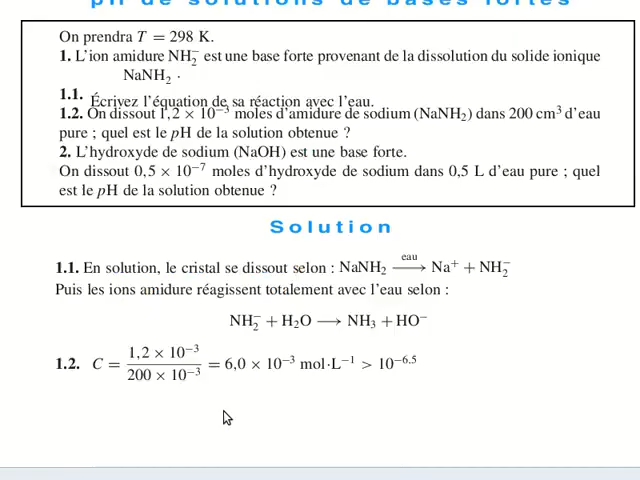 pH de solutions de bases fortes
On prendra T = 298 K.
1. L'ion amidure NH₂⁻ est une base forte provenant de la dissolution du solide ionique
NaNH₂ .
1.1. Écrivez l'équation de sa réaction avec l'eau.
1.2. On dissout 1,2 × 10⁻³ moles d'amidure de sodium (NaNH₂) dans 200 cm³ d'eau
pure ; quel est le pH de la solution obtenue ?
2. L'hydroxyde de sodium (NaOH) est une base forte.
On dissout 0,5 × 10⁻⁷ moles d'hydroxyde de sodium dans 0,5 L d'eau pure ; quel
est le pH de la solution obtenue ?
Solution
1.1. En solution, le cristal se dissout selon : NaNH₂ —eau→ Na⁺ + NH₂⁻
Puis les ions amidure réagissent totalement avec l'eau selon :
NH₂⁻ + H₂O ⟶ NH₃ + HO⁻
1.2. C = 1,2 × 10⁻³ / 200 × 10⁻³ = 6,0 × 10⁻³ mol·L⁻¹ > 10⁻⁶·⁵